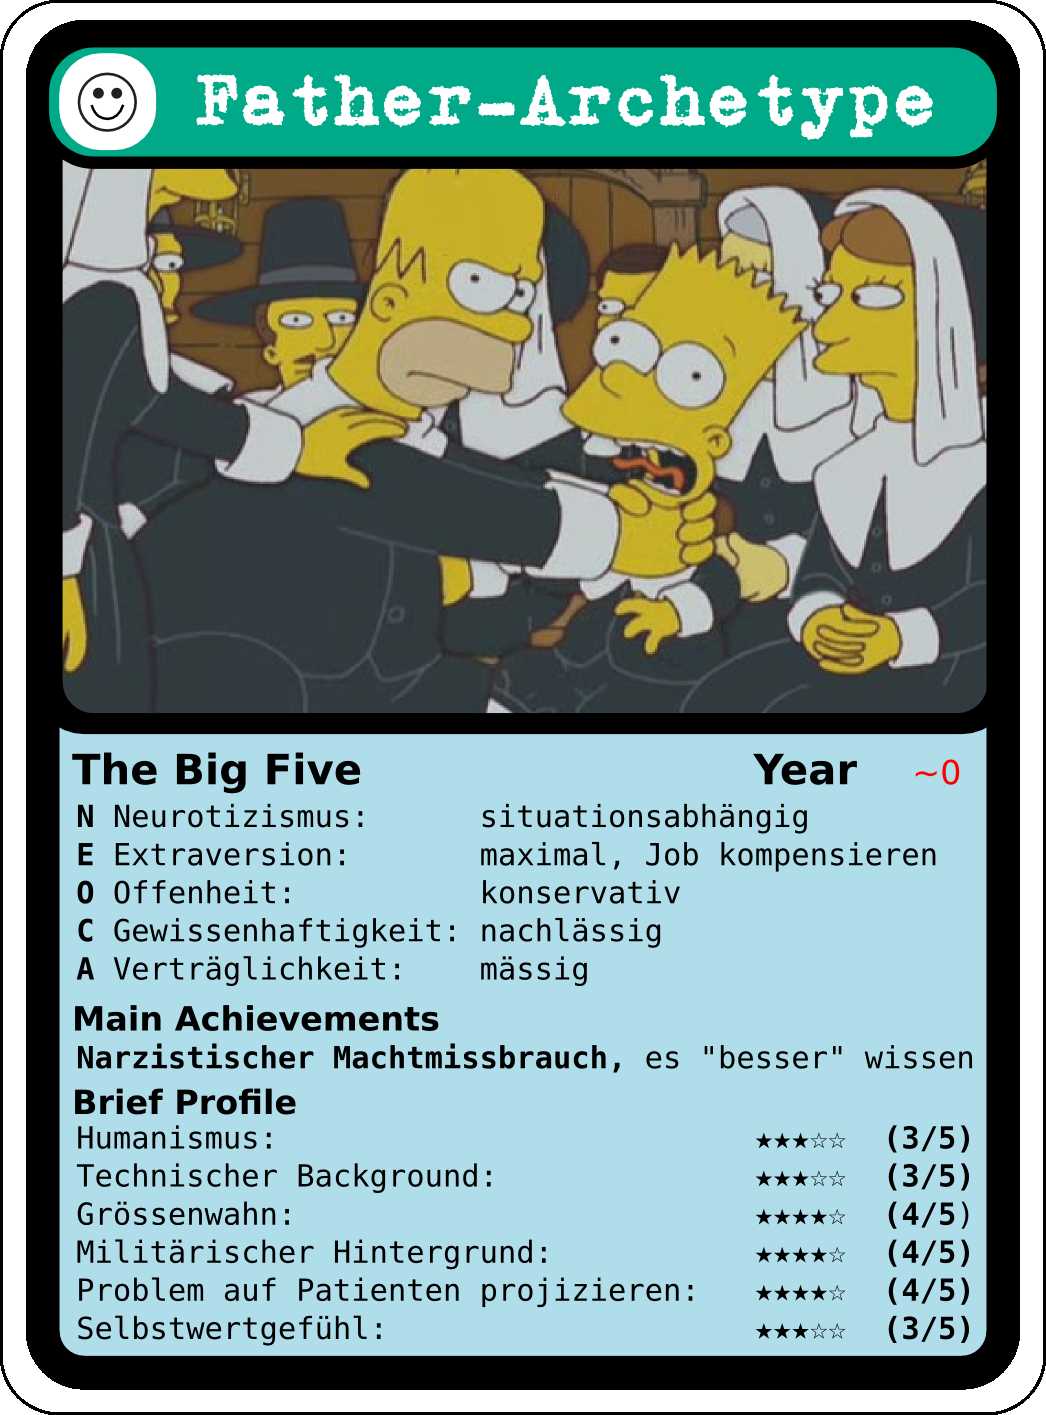 Father-Archetype
The Big Five Year ~0
N Neurotizismus: situationsabhängig
E Extraversion: maximal, Job kompensieren
O Offenheit: konservativ
C Gewissenhaftigkeit: nachlässig
A Verträglichkeit: mässig
Main Achievements
Narzistischer Machtmissbrauch, es "besser" wissen
Brief Profile
Humanismus: ★★★☆☆ (3/5)
Technischer Background: ★★★☆☆ (3/5)
Grössenwahn: ★★★★☆ (4/5)
Militärischer Hintergrund: ★★★★☆ (4/5)
Problem auf Patienten projizieren: ★★★★☆ (4/5)
Selbstwertgefühl: ★★★☆☆ (3/5)